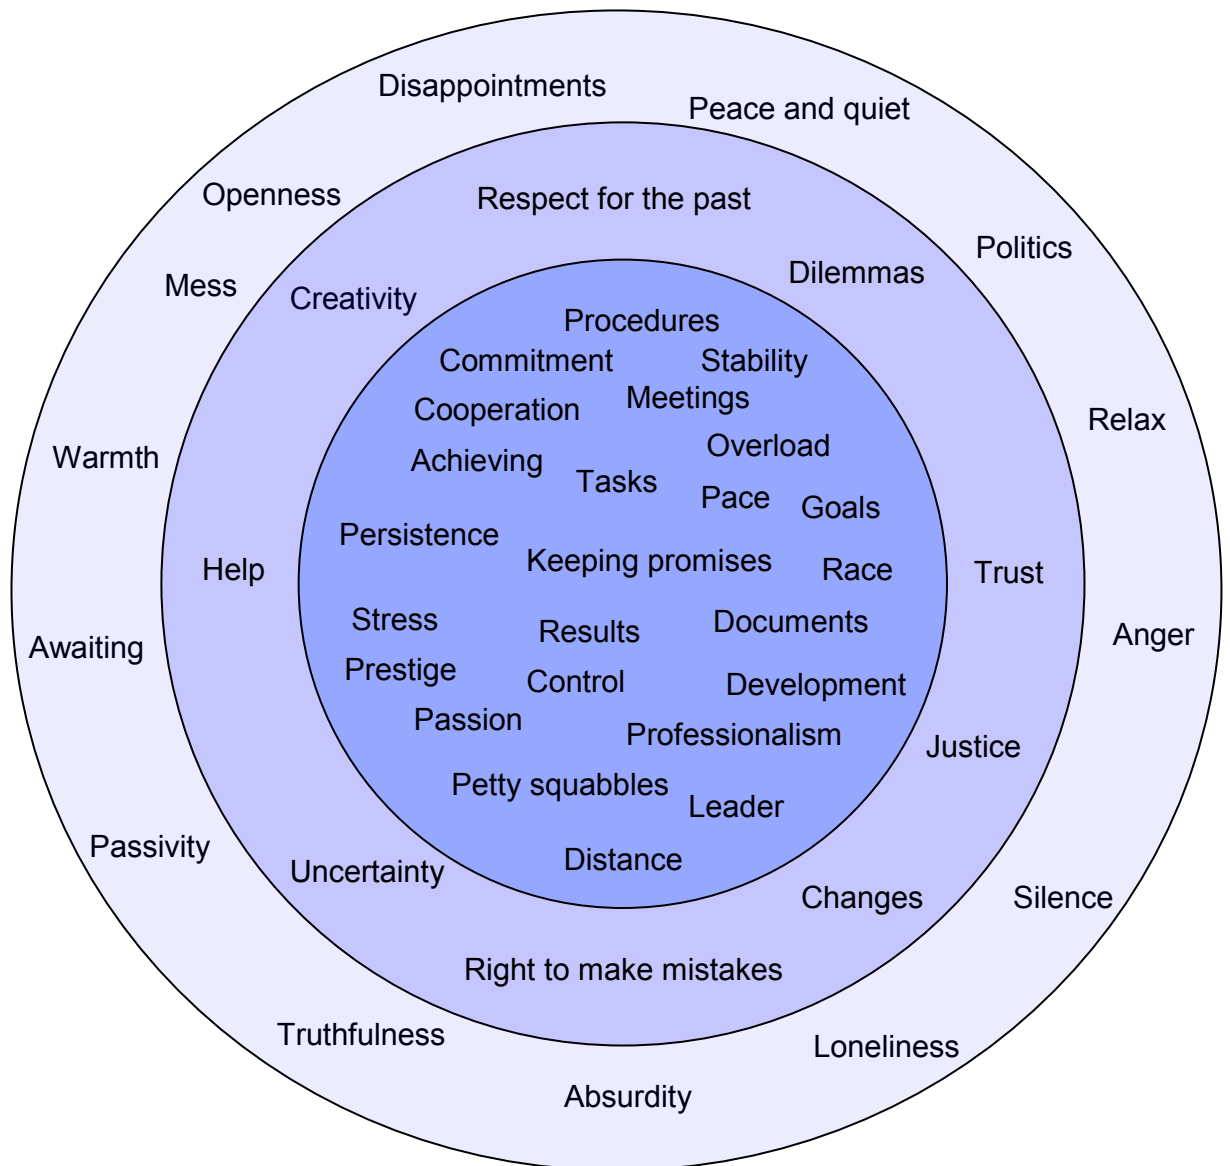 Disappointments
Peace and quiet
Openness
Respect for the past
Politics
Mess
Creativity
Dilemmas
Procedures
Commitment
Stability
Cooperation
Meetings
Relax
Warmth
Achieving
Overload
Tasks
Pace
Goals
Persistence
Keeping promises
Help
Race
Trust
Stress
Results
Documents
Awaiting
Anger
Prestige
Control
Development
Passion
Professionalism
Justice
Petty squabbles
Leader
Passivity
Distance
Uncertainty
Changes
Silence
Right to make mistakes
Truthfulness
Loneliness
Absurdity